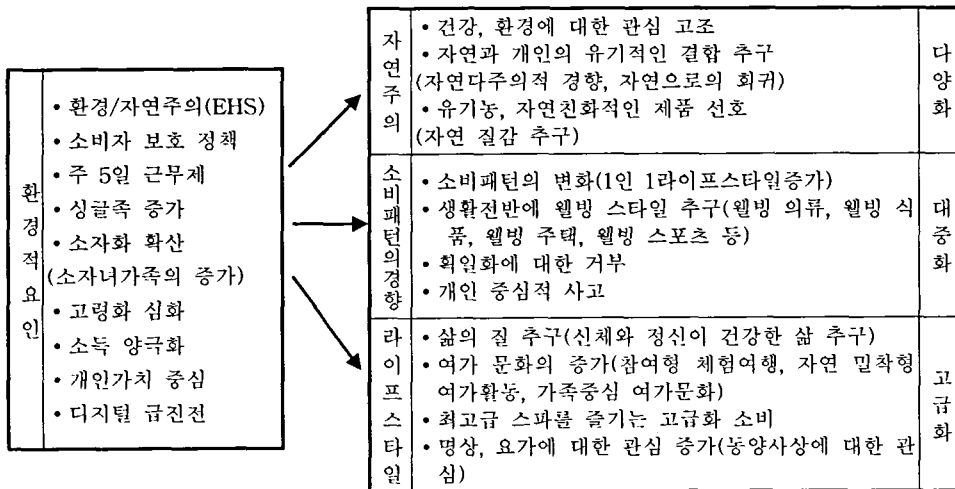 환경적요인
• 환경/자연주의(EHS)
• 소비자 보호 정책
• 주 5일 근무제
• 싱글족 증가
• 소자화 확산
(소자녀가족의 증가)
• 고령화 심화
• 소득 양극화
• 개인가치 중심
• 디지털 급진전
자연주의
• 건강, 환경에 대한 관심 고조
• 자연과 개인의 유기적인 결합 추구
(자연다주의적 경향, 자연으로의 회귀)
• 유기농, 자연친화적인 제품 선호
(자연 질감 추구)
다양화
소비패턴의경향
• 소비패턴의 변화(1인 1라이프스타일증가)
• 생활전반에 웰빙 스타일 추구(웰빙 의류, 웰빙 식
품, 웰빙 주택, 웰빙 스포츠 등)
• 획일화에 대한 거부
• 개인 중심적 사고
대중화
라이프스타일
• 삶의 질 추구(신체와 정신이 건강한 삶 추구)
• 여가 문화의 증가(참여형 체험여행, 자연 밀착형
여가활동, 가족중심 여가문화)
• 최고급 스파를 즐기는 고급화 소비
• 명상, 요가에 대한 관심 증가(동양사상에 대한 관
심)
고급화